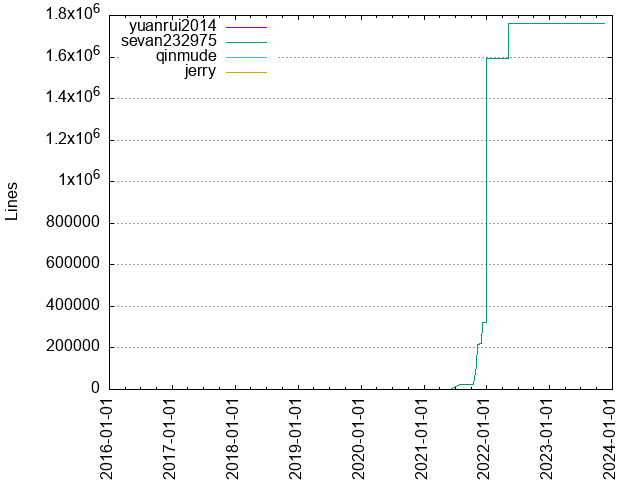 1.8x10^6
1.6x10^6
1.4x10^6
1.2x10^6
1x10^6
800000
600000
400000
200000
0
Lines
yuanrui2014
sevan232975
qinmude
jerry
2016-01-01
2017-01-01
2018-01-01
2019-01-01
2020-01-01
2021-01-01
2022-01-01
2023-01-01
2024-01-01